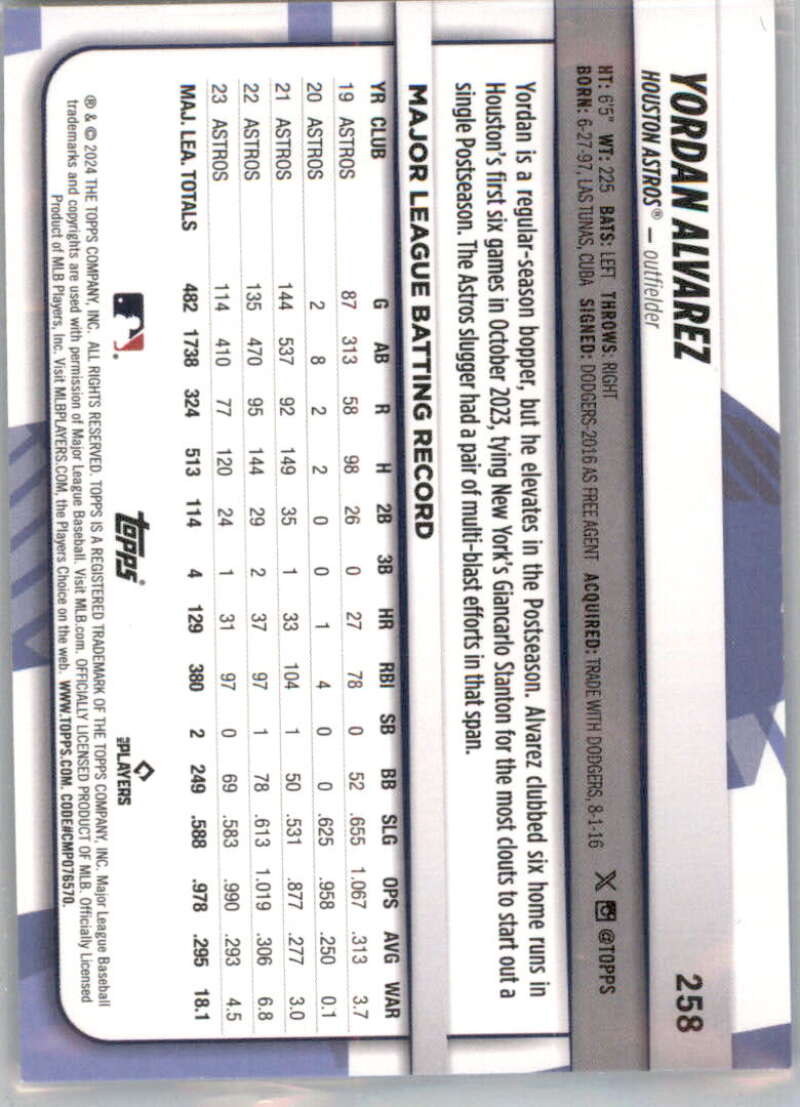 258
YORDAN ALVAREZ
HOUSTON ASTROS® – outfielder
HT: 6'5" WT: 225 BATS: LEFT THROWS: RIGHT
BORN: 6-27-97, LAS TUNAS, CUBA SIGNED: DODGERS-2016 AS FREE AGENT ACQUIRED: TRADE WITH DODGERS, 8-1-16
X @TOPPS
Yordan is a regular-season bopper, but he elevates in the Postseason. Alvarez clubbed six home runs in
Houston's first six games in October 2023, tying New York's Giancarlo Stanton for the most clouts to start out a
single Postseason. The Astros slugger had a pair of multi-blast efforts in that span.
MAJOR LEAGUE BATTING RECORD
YR CLUB G AB R H 2B 3B HR RBI SB BB SLG OPS AVG WAR
19 ASTROS 87 313 58 98 26 0 27 78 0 52 .655 1.067 .313 3.7
20 ASTROS 2 8 2 2 0 0 1 4 0 0 .625 .958 .250 0.1
21 ASTROS 144 537 92 149 35 1 33 104 1 50 .531 .877 .277 3.0
22 ASTROS 135 470 95 144 29 2 37 97 1 78 .613 1.019 .306 6.8
23 ASTROS 114 410 77 120 24 1 31 97 0 69 .583 .990 .293 4.5
MAJ. LEA. TOTALS 482 1738 324 513 114 4 129 380 2 249 .588 .978 .295 18.1
topps®
MLB PLAYERS
® & © 2024 THE TOPPS COMPANY, INC. ALL RIGHTS RESERVED. TOPPS IS A REGISTERED TRADEMARK OF THE TOPPS COMPANY, INC. Major League Baseball
trademarks and copyrights are used with permission of Major League Baseball. Visit MLB.com. OFFICIALLY LICENSED PRODUCT OF MLB. Officially Licensed
Product of MLB Players, Inc. Visit MLBPLAYERS.COM, the Players Choice on the web. WWW.TOPPS.COM. CODE#CMP076570.